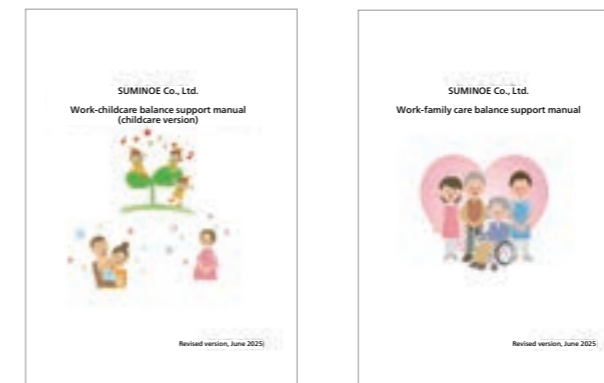 SUMINOE Co., Ltd.
Work-childcare balance support manual
(childcare version)
Revised version, June 2025
SUMINOE Co., Ltd.
Work-family care balance support manual
Revised version, June 2025